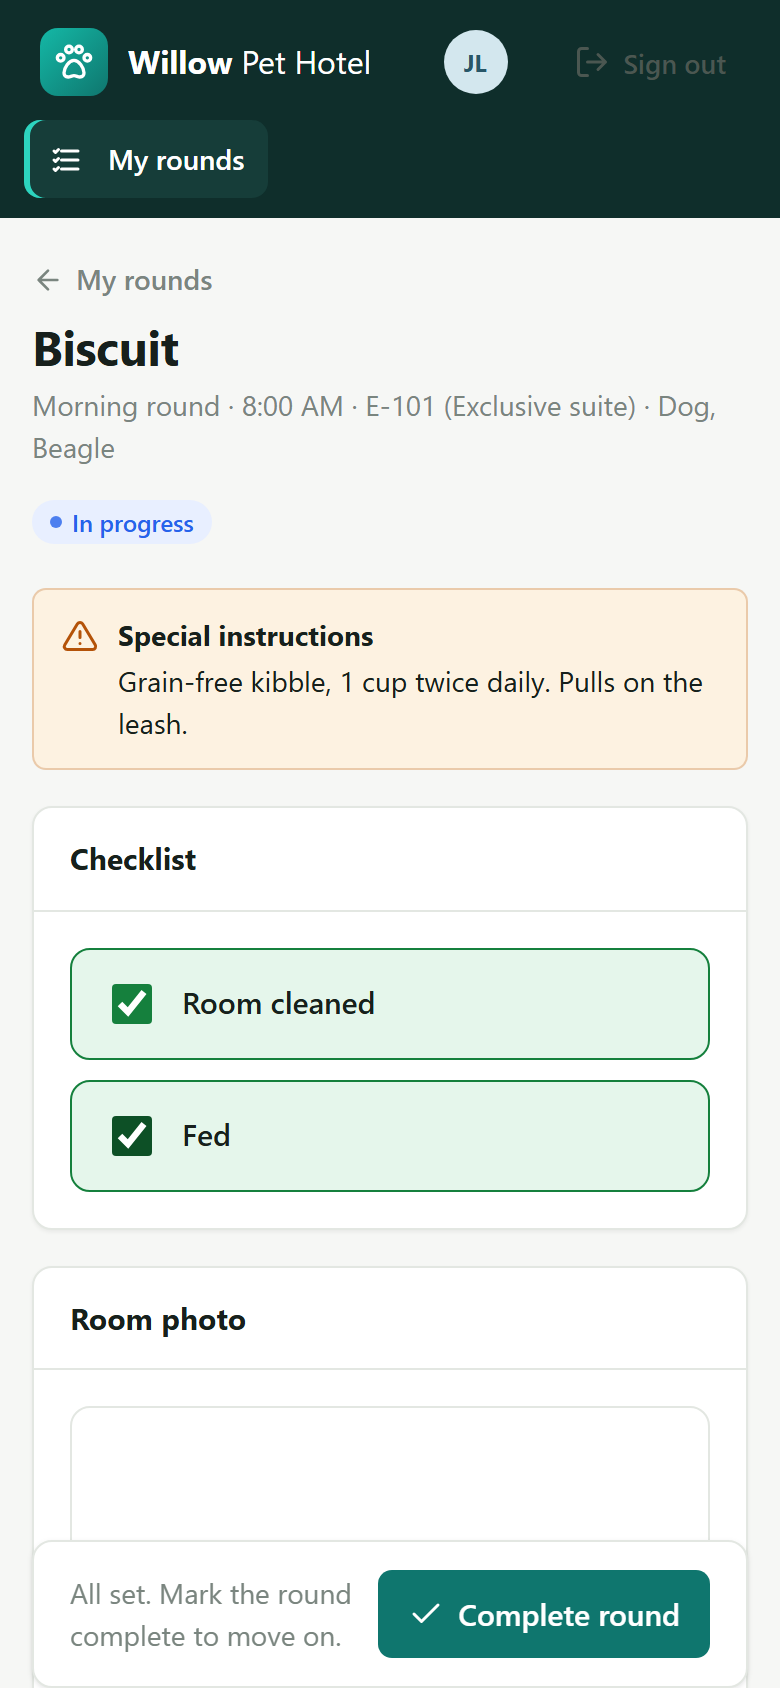 Willow Pet Hotel
JL
Sign out
My rounds
My rounds
Biscuit
Morning round · 8:00 AM · E-101 (Exclusive suite) · Dog,
Beagle
In progress
Special instructions
Grain-free kibble, 1 cup twice daily. Pulls on the
leash.
Checklist
Room cleaned
Fed
Room photo
All set. Mark the round
complete to move on.
Complete round